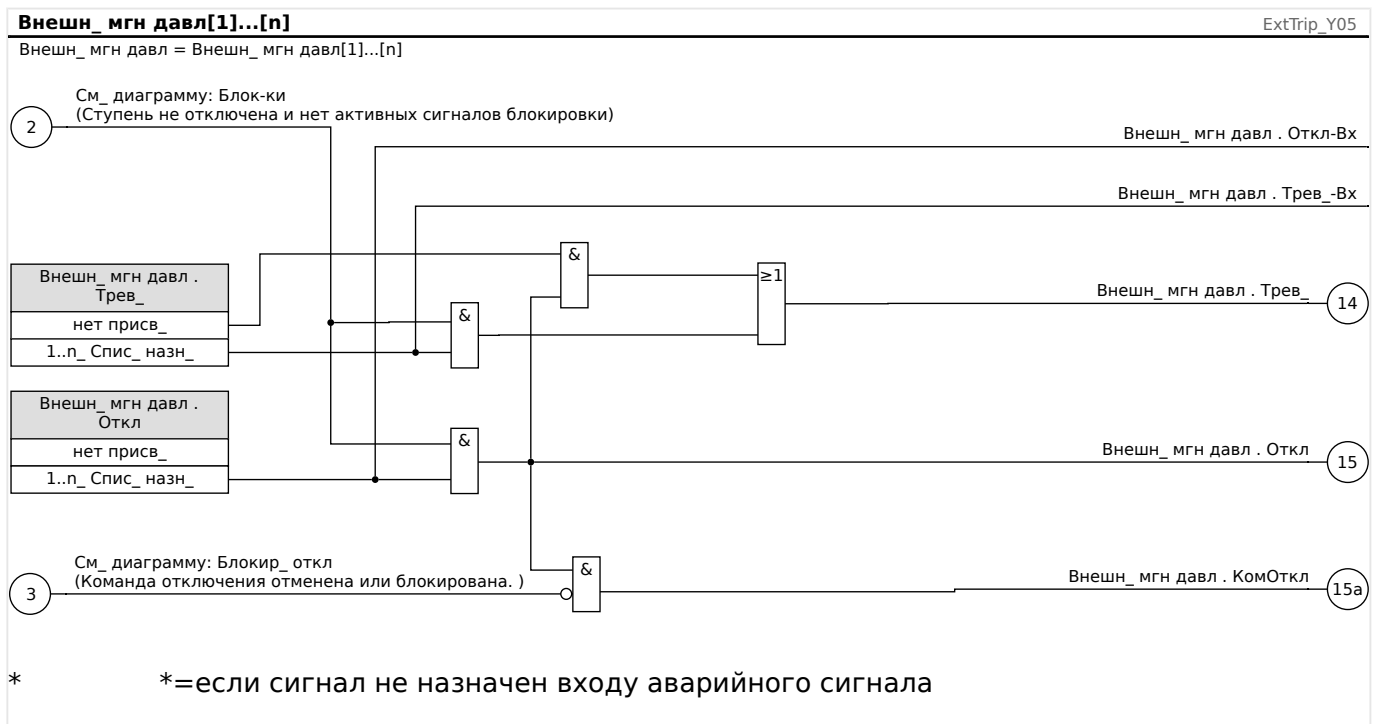 Внешн_ мгн давл[1]...[n]
ExtTrip_Y05
Внешн_ мгн давл = Внешн_ мгн давл[1]...[n]
См_ диаграмму: Блок-ки
(Ступень не отключена и нет активных сигналов блокировки)
2
Внешн_ мгн давл . Откл-Вх
Внешн_ мгн давл . Трев_-Вх
&
Внешн_ мгн давл .
Трев_
≥1
Внешн_ мгн давл . Трев_
14
нет присв_
&
1..n_ Спис_ назн_
Внешн_ мгн давл .
Откл
нет присв_
&
Внешн_ мгн давл . Откл
15
1..n_ Спис_ назн_
См_ диаграмму: Блокир_ откл
(Команда отключения отменена или блокирована. )
3
&
Внешн_ мгн давл . КомОткл
15a
* *=если сигнал не назначен входу аварийного сигнала